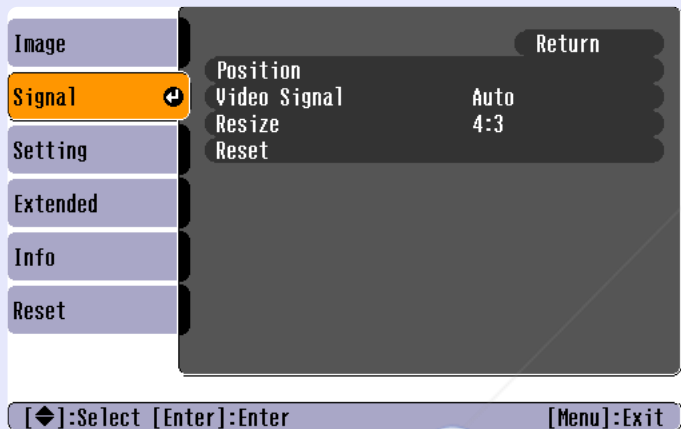 Image
Signal
Setting
Extended
Info
Reset
Return
Position
Video Signal Auto
Resize 4:3
Reset
[◆]:Select [Enter]:Enter [Menu]:Exit